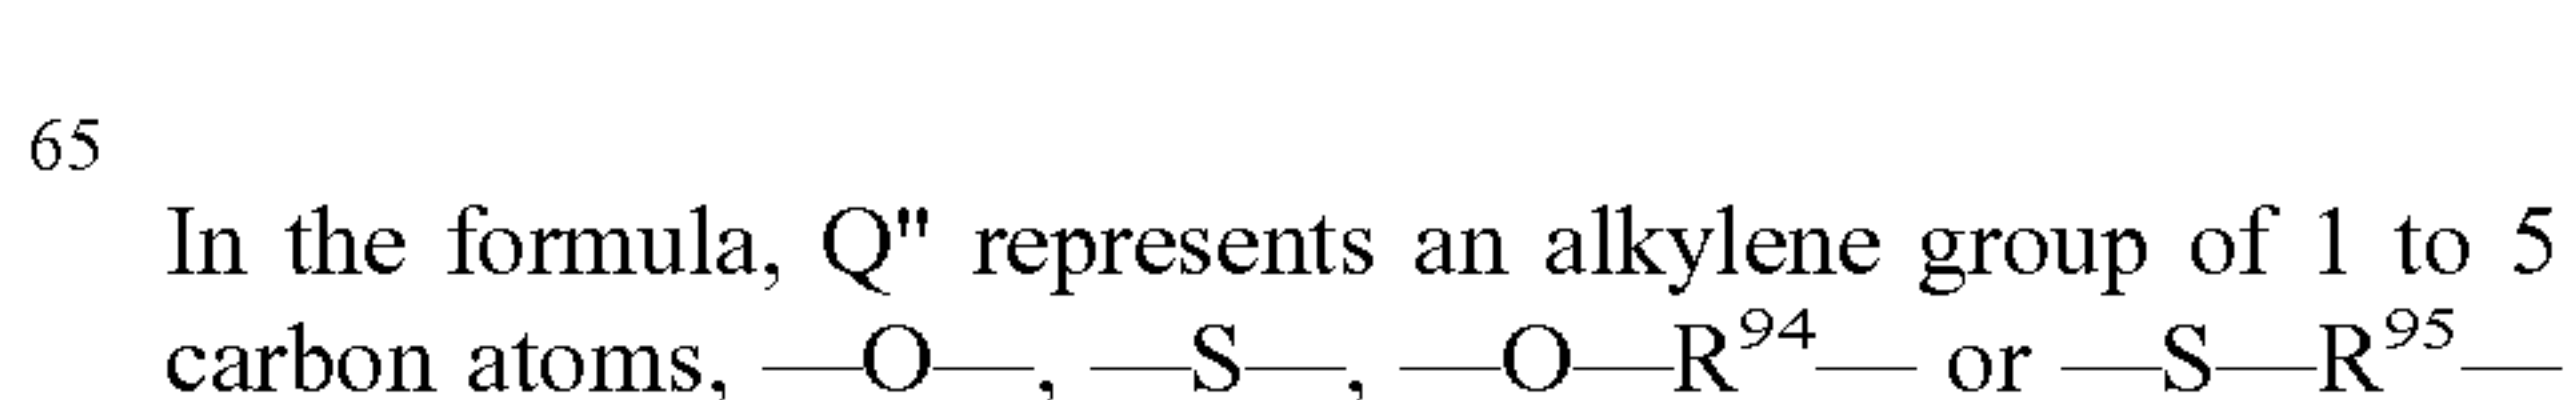 65
In the formula, Q" represents an alkylene group of 1 to 5
carbon atoms, —O—, —S—, —O—R⁹⁴— or —S—R⁹⁵—